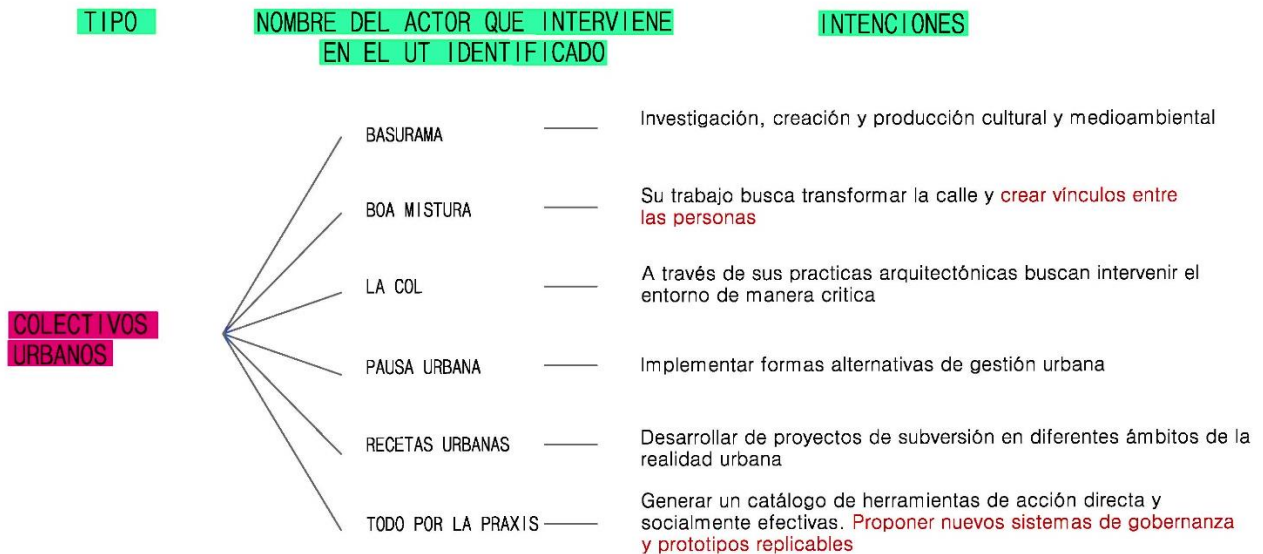 TIPO
NOMBRE DEL ACTOR QUE INTERVIENE
EN EL UT IDENTIFICADO
INTENCIONES
BASURAMA
Investigación, creación y producción cultural y medioambiental
BOA MISTURA
Su trabajo busca transformar la calle y crear vínculos entre
las personas
LA COL
A través de sus practicas arquitectónicas buscan intervenir el
entorno de manera critica
COLECTIVOS
URBANOS
PAUSA URBANA
Implementar formas alternativas de gestión urbana
RECETAS URBANAS
Desarrollar de proyectos de subversión en diferentes ámbitos de la
realidad urbana
TODO POR LA PRAXIS
Generar un catálogo de herramientas de acción directa y
socialmente efectivas. Proponer nuevos sistemas de gobernanza
y prototipos replicables